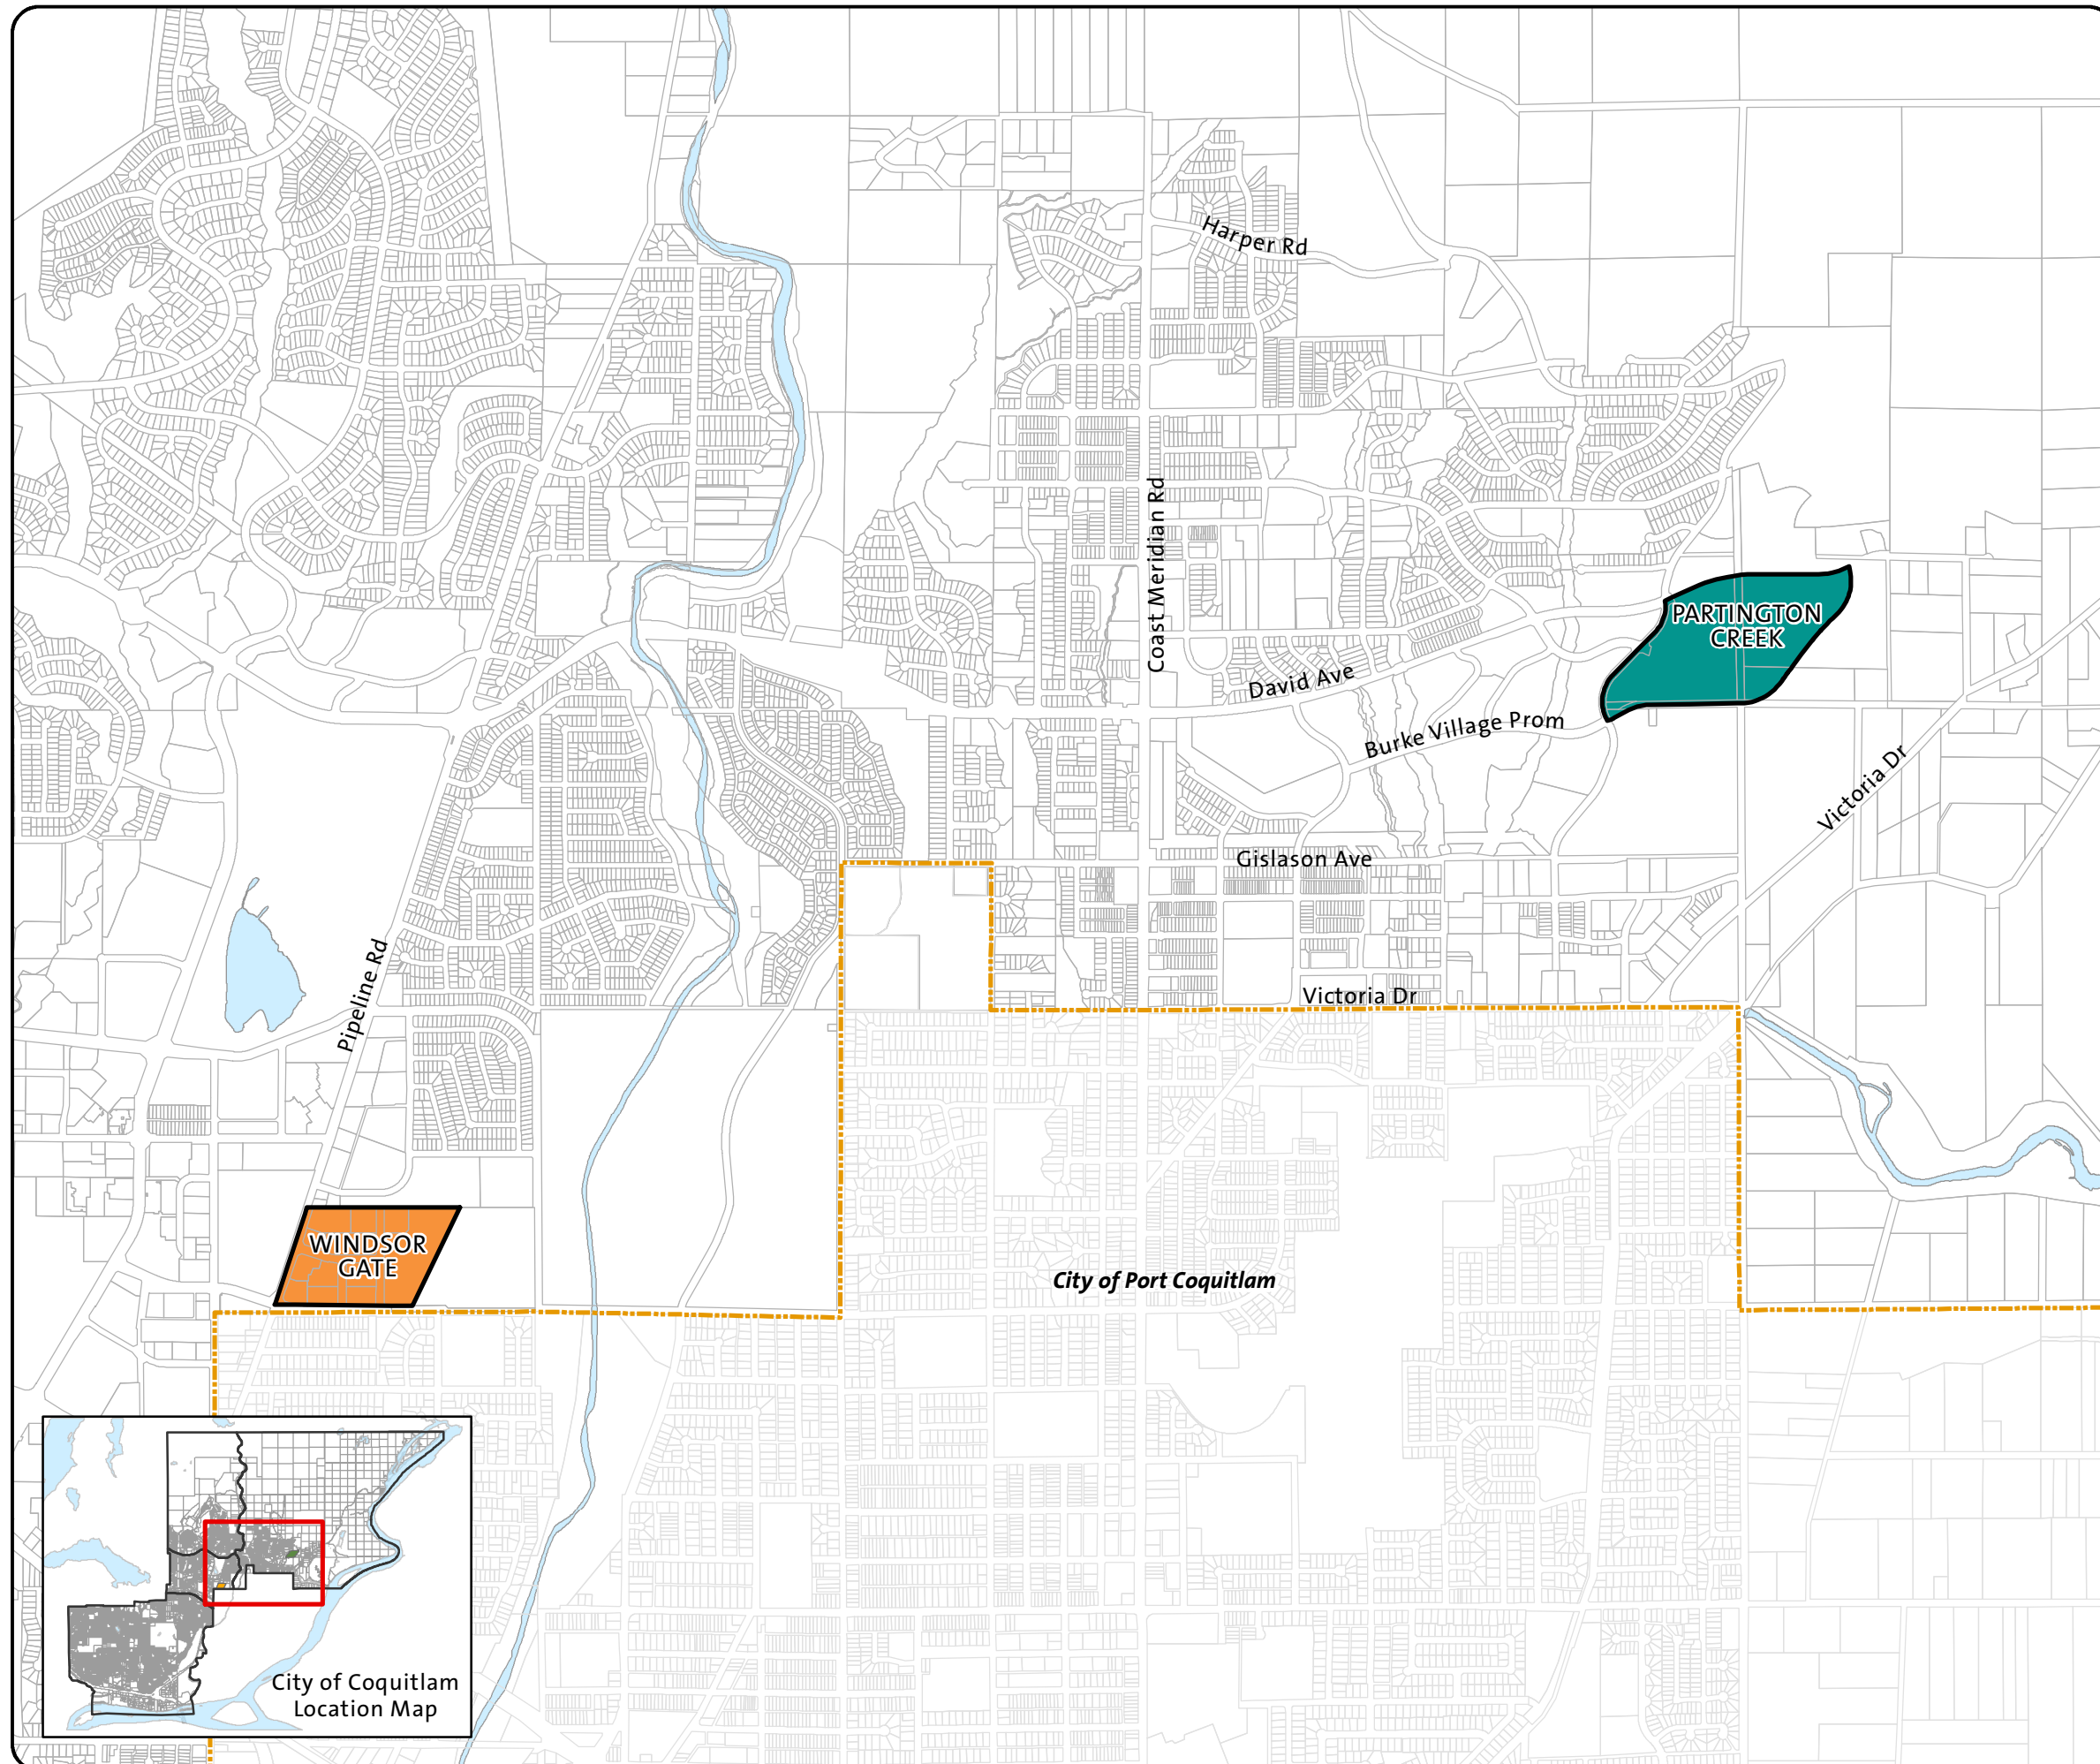 Harper Rd
Coast Meridian Rd
PARTINGTON
CREEK
David Ave
Burke Village Prom
Victoria Dr
Gislason Ave
Pipeline Rd
Victoria Dr
WINDSOR
GATE
City of Port Coquitlam
City of Coquitlam
Location Map